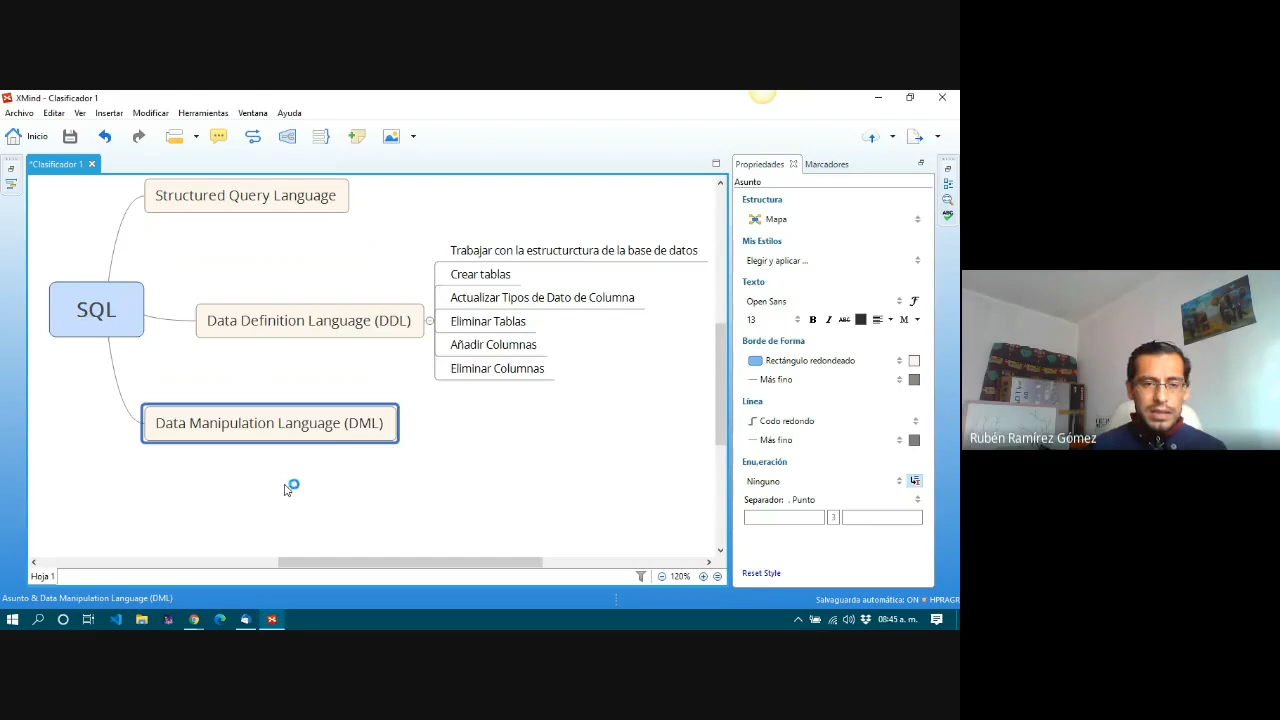 XMind - Clasificador 1
Archivo Editar Ver Insertar Modificar Herramientas Ventana Ayuda
Inicio
*Clasificador 1
Structured Query Language
SQL
Data Definition Language (DDL)
Trabajar con la estructurctura de la base de datos
Crear tablas
Actualizar Tipos de Dato de Columna
Eliminar Tablas
Añadir Columnas
Eliminar Columnas
Data Manipulation Language (DML)
Propiedades Marcadores
Asunto
Estructura
Mapa
Mis Estilos
Elegir y aplicar ...
Texto
Open Sans
13 B I ABC M
Borde de Forma
Rectángulo redondeado
Más fino
Línea
Codo redondo
Más fino
Enu,eración
Ninguno
Separador: . Punto
3
Reset Style
ABC
Hoja 1
120%
Asunto & Data Manipulation Language (DML)
Salvaguarda automática: ON HPRAGR
08:45 a. m.
Rubén Ramírez Gómez